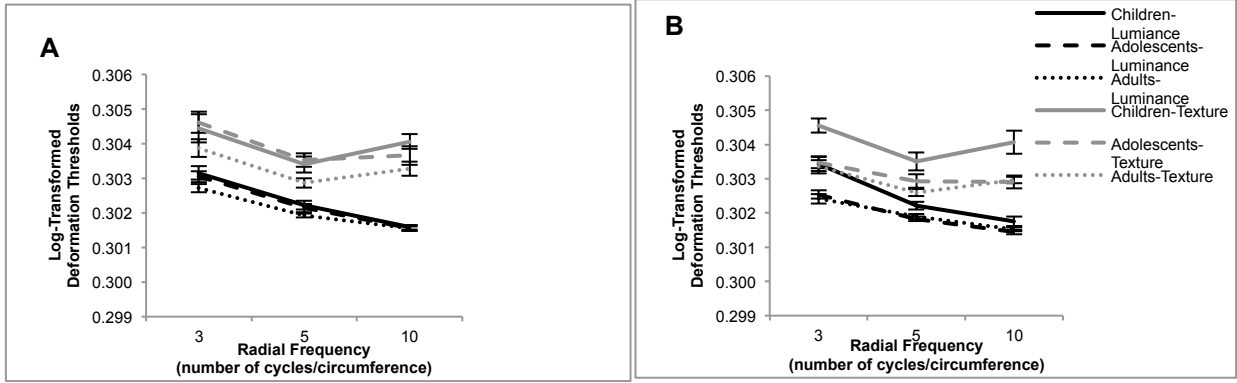 A
0.306
0.305
0.304
0.303
0.302
0.301
0.300
0.299
Log-Transformed
Deformation Thresholds
3 5 10
Radial Frequency
(number of cycles/circumference)
B
0.306
0.305
0.304
0.303
0.302
0.301
0.300
0.299
Log-Transformed
Deformation Thresholds
3 5 10
Radial Frequency
(number of cycles/circumference)
Children-
Lumiance
Adolescents-
Luminance
Adults-
Luminance
Children-Texture
Adolescents-
Texture
Adults-Texture